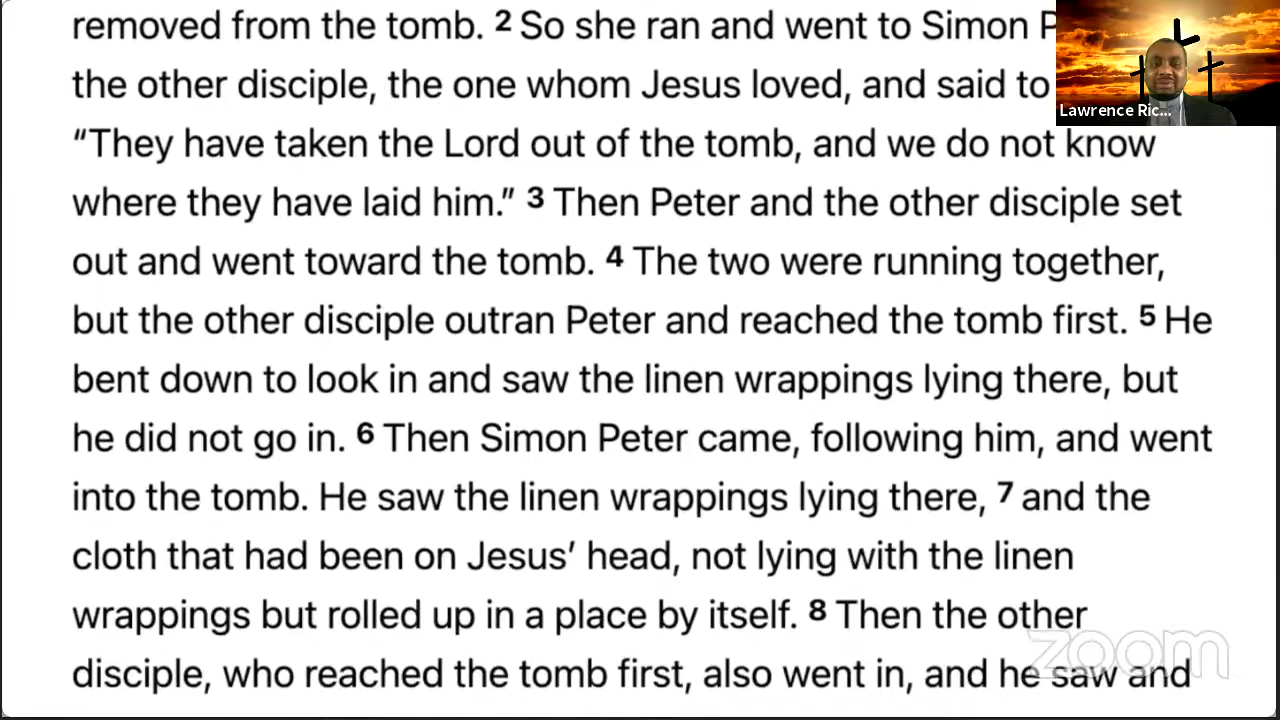 removed from the tomb. 2 So she ran and went to Simon P
the other disciple, the one whom Jesus loved, and said to
Lawrence Ric...
“They have taken the Lord out of the tomb, and we do not know
where they have laid him.” 3 Then Peter and the other disciple set
out and went toward the tomb. 4 The two were running together,
but the other disciple outran Peter and reached the tomb first. 5 He
bent down to look in and saw the linen wrappings lying there, but
he did not go in. 6 Then Simon Peter came, following him, and went
into the tomb. He saw the linen wrappings lying there, 7 and the
cloth that had been on Jesus’ head, not lying with the linen
wrappings but rolled up in a place by itself. 8 Then the other
disciple, who reached the tomb first, also went in, and he saw and
zoom